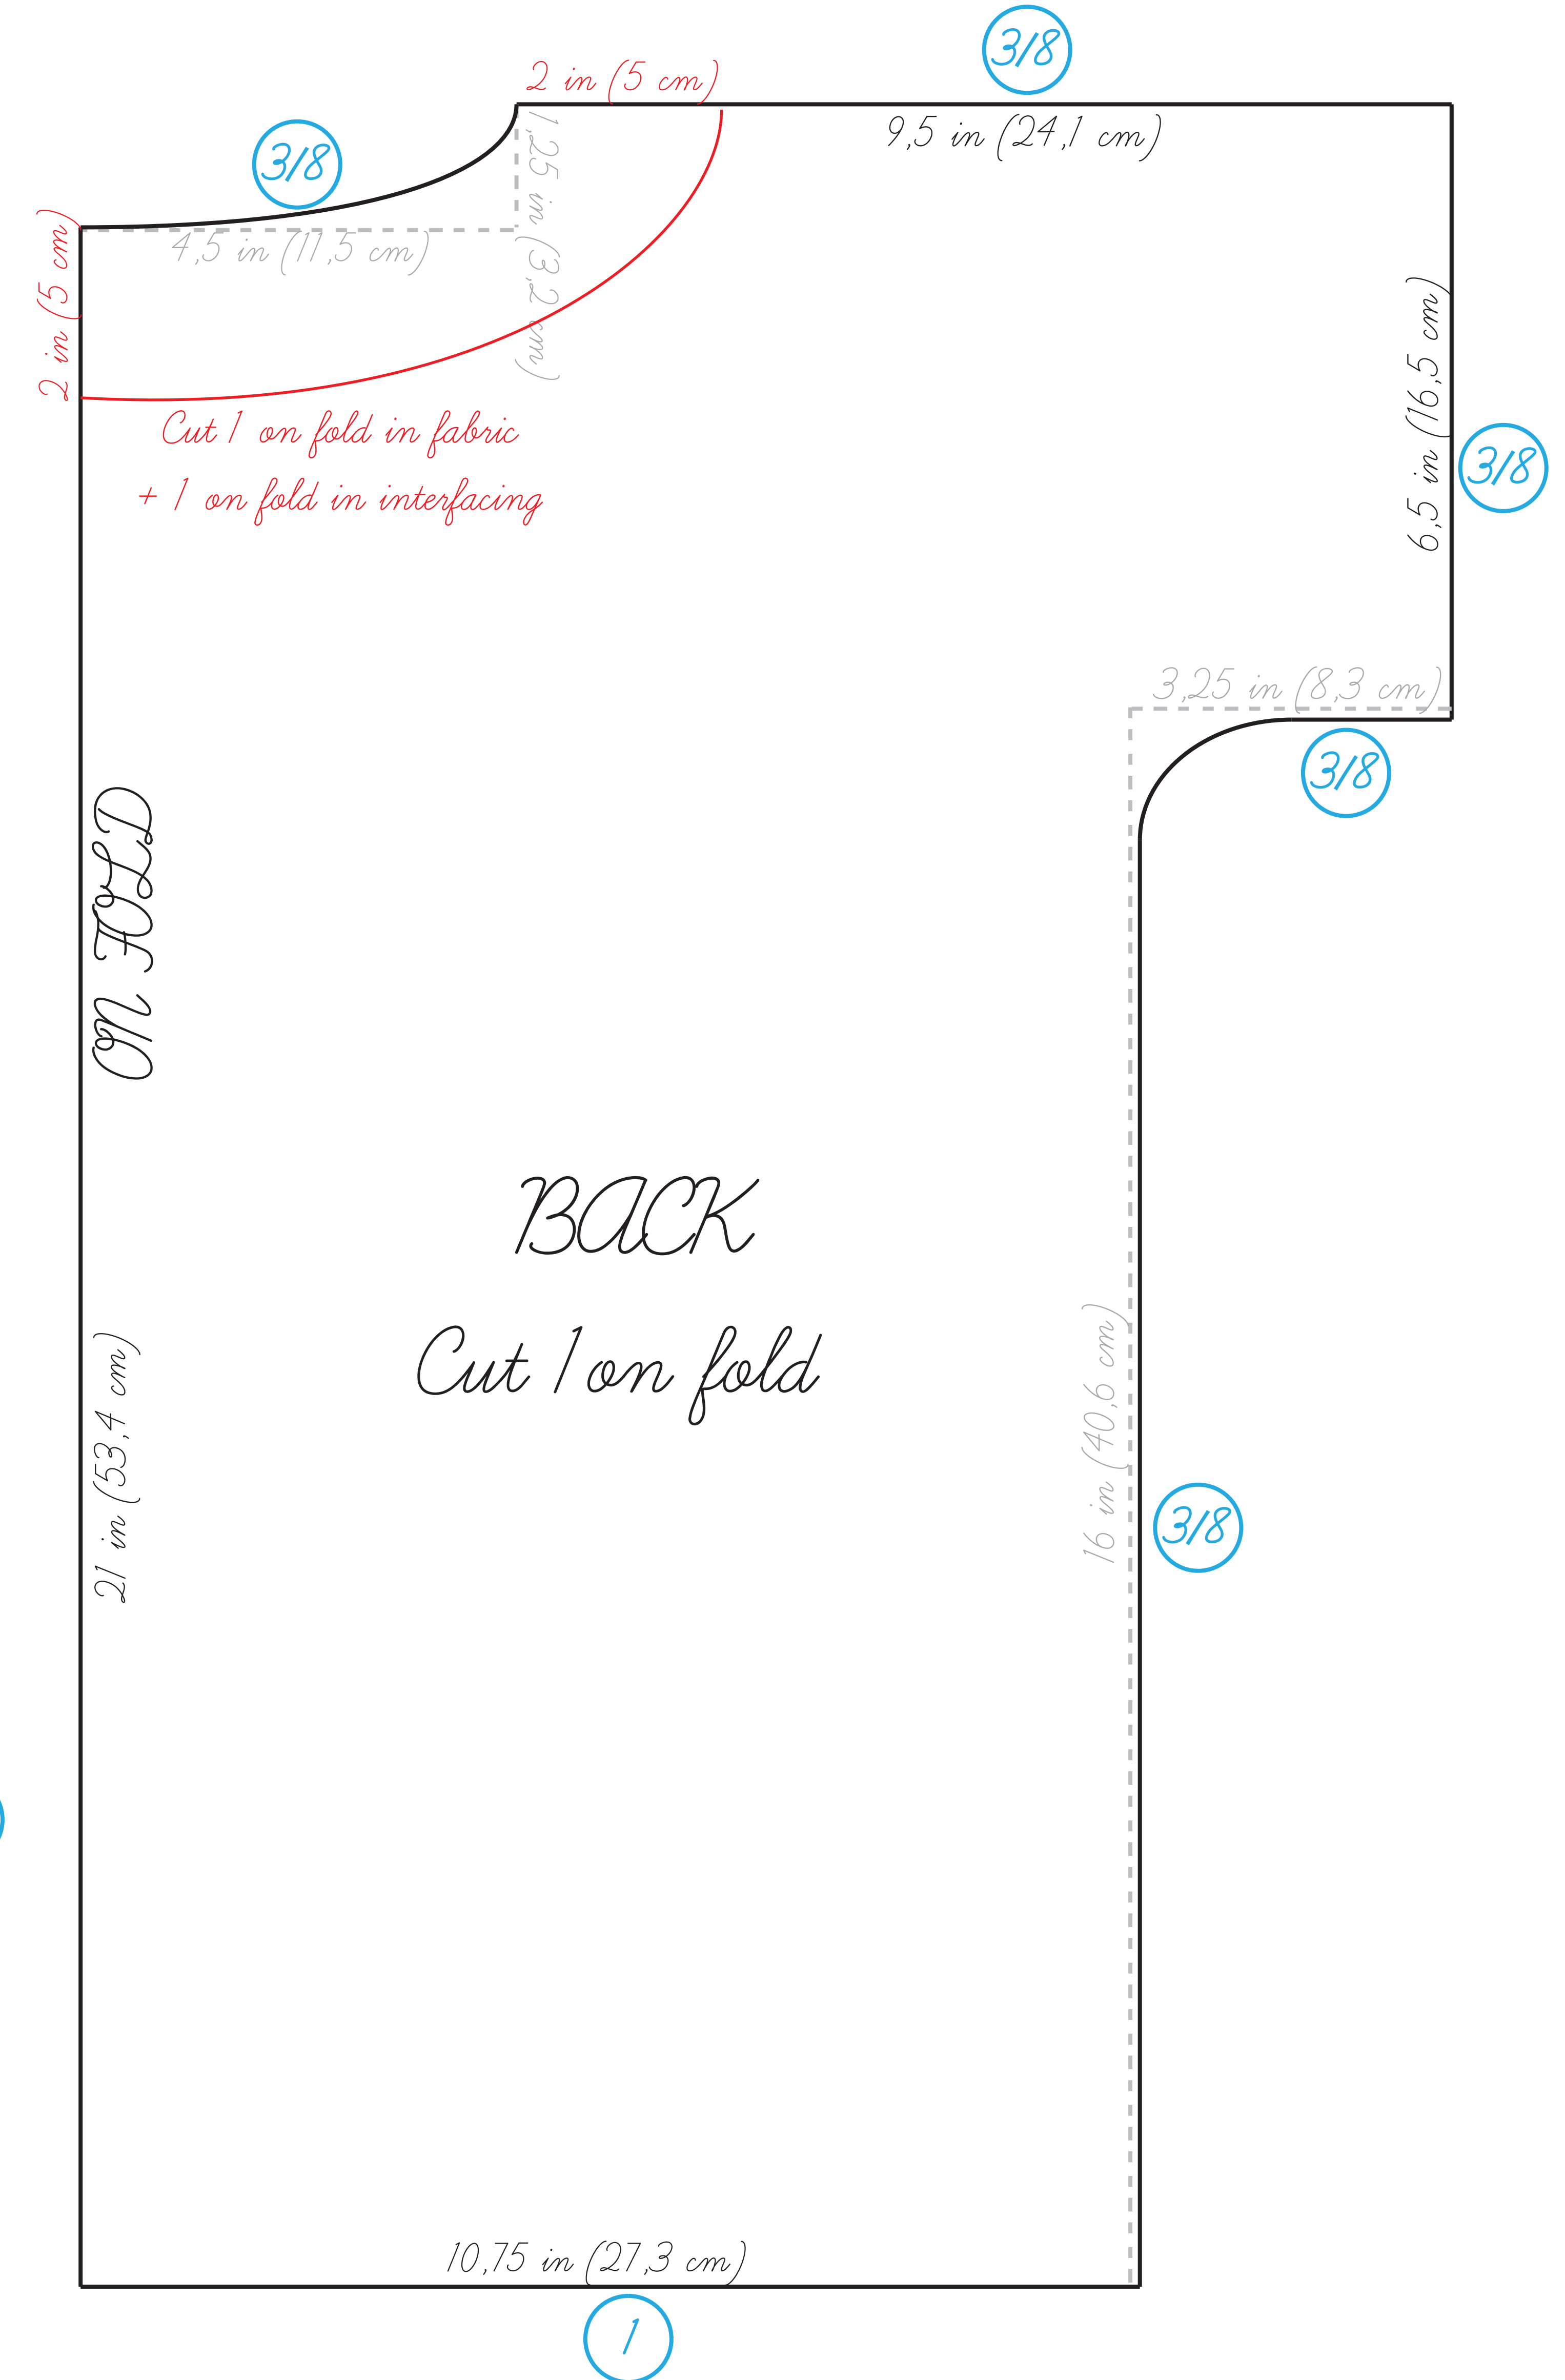 3/8
2 in (5 cm)
9,5 in (24,1 cm)
3/8
1,25 in (3,2 cm)
4,5 in (11,5 cm)
2 in (5 cm)
Cut 1 on fold in fabric
+ 1 on fold in intefacing
6,5 in (16,5 cm)
3/8
3,25 in (8,3 cm)
3/8
ON FOLD
BACK
Cut 1 on fold
21 in (53,4 cm)
16 in (40,6 cm)
3/8
10,75 in (27,3 cm)
1